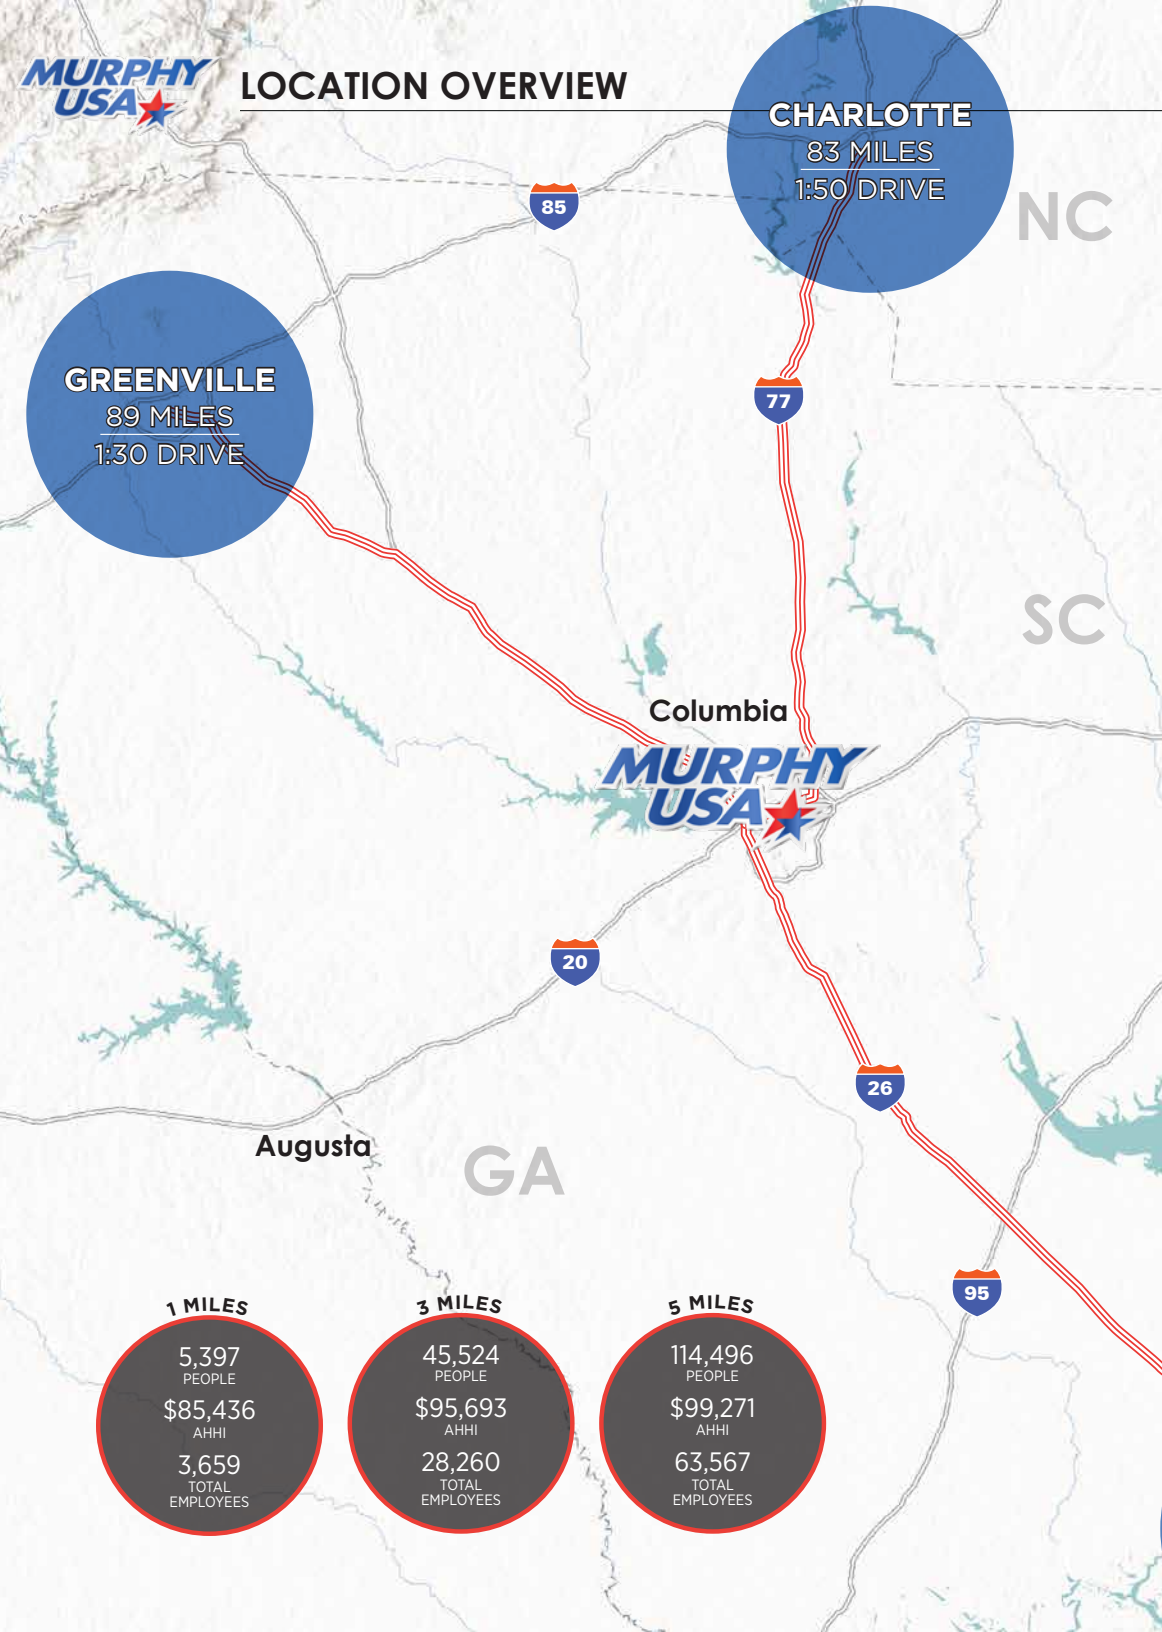 MURPHY
USA
LOCATION OVERVIEW
CHARLOTTE
83 MILES
1:50 DRIVE
NC
85
GREENVILLE
89 MILES
1:30 DRIVE
77
SC
Columbia
MURPHY
USA
20
26
Augusta
GA
95
1 MILES
5,397
PEOPLE
$85,436
AHHI
3,659
TOTAL
EMPLOYEES
3 MILES
45,524
PEOPLE
$95,693
AHHI
28,260
TOTAL
EMPLOYEES
5 MILES
114,496
PEOPLE
$99,271
AHHI
63,567
TOTAL
EMPLOYEES